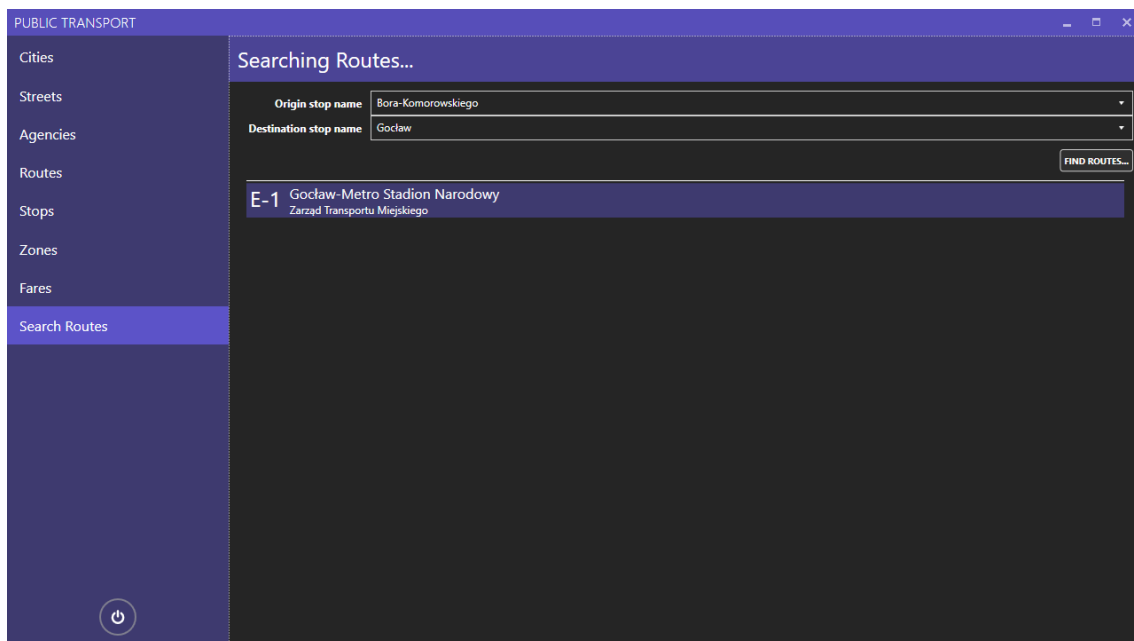 PUBLIC TRANSPORT
Cities
Streets
Agencies
Routes
Stops
Zones
Fares
Search Routes
Searching Routes...
Origin stop name Bora-Komorowskiego
Destination stop name Gocław
FIND ROUTES...
E-1 Gocław-Metro Stadion Narodowy
Zarząd Transportu Miejskiego